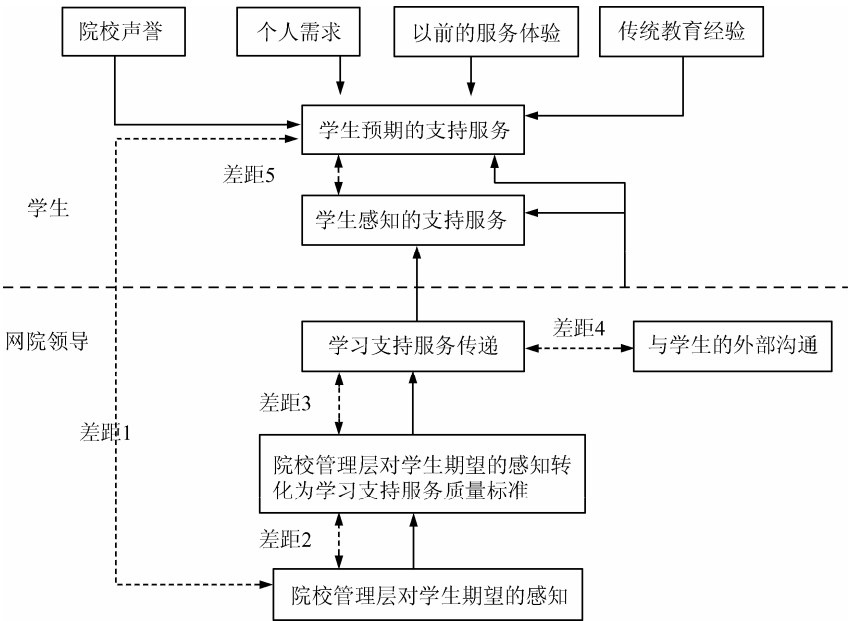 院校声誉
个人需求
以前的服务体验
传统教育经验
学生预期的支持服务
差距5
学生
学生感知的支持服务
网院领导
学习支持服务传递
差距4
与学生的外部沟通
差距3
差距1
院校管理层对学生期望的感知转
化为学习支持服务质量标准
差距2
院校管理层对学生期望的感知